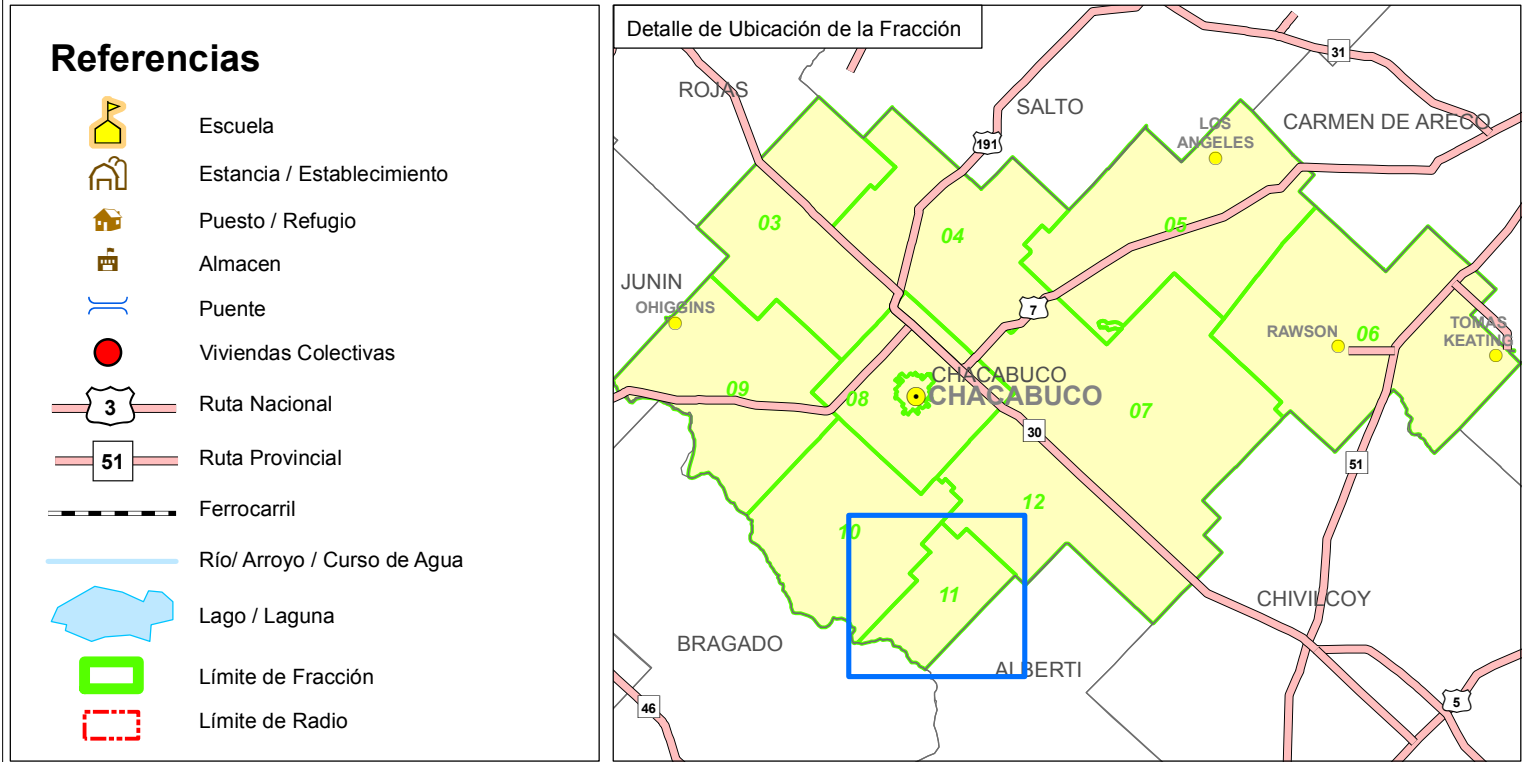 Referencias
Escuela
Estancia / Establecimiento
Puesto / Refugio
Almacen
Puente
Viviendas Colectivas
3
Ruta Nacional
51
Ruta Provincial
Ferrocarril
Río/ Arroyo / Curso de Agua
Lago / Laguna
Límite de Fracción
Límite de Radio
Detalle de Ubicación de la Fracción
31
ROJAS
SALTO
CARMEN DE ARECO
LOS
ANGELES
191
03
04
05
JUNIN
OHIGGINS
7
RAWSON
06
TOMAS
KEATING
CHACABUCO
CHACABUCO
09
08
07
30
51
12
10
11
CHIVILCOY
BRAGADO
ALBERTI
46
5